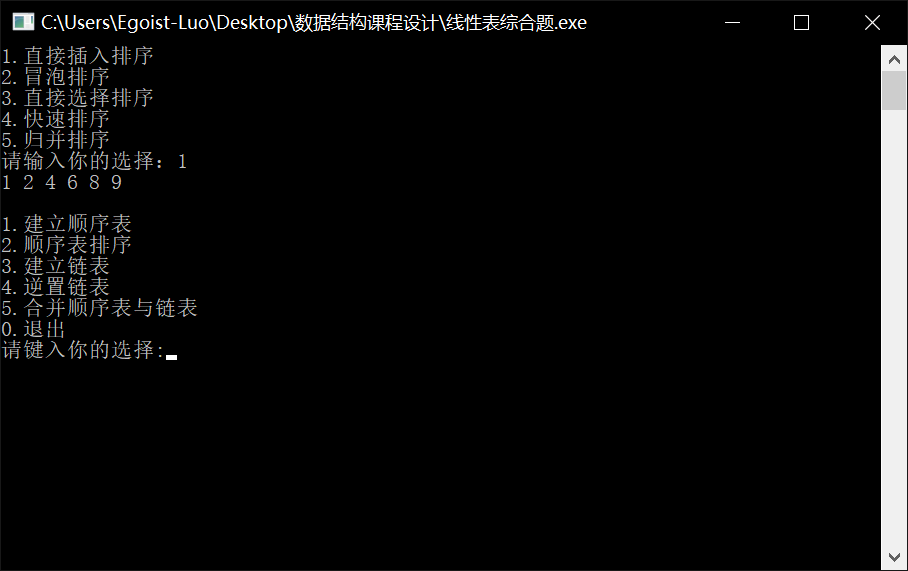 C:\Users\Egoist-Luo\Desktop\数据结构课程设计\线性表综合题.exe
1.直接插入排序
2.冒泡排序
3.直接选择排序
4.快速排序
5.归并排序
请输入你的选择：1
1 2 4 6 8 9
1.建立顺序表
2.顺序表排序
3.建立链表
4.逆置链表
5.合并顺序表与链表
0.退出
请键入你的选择: